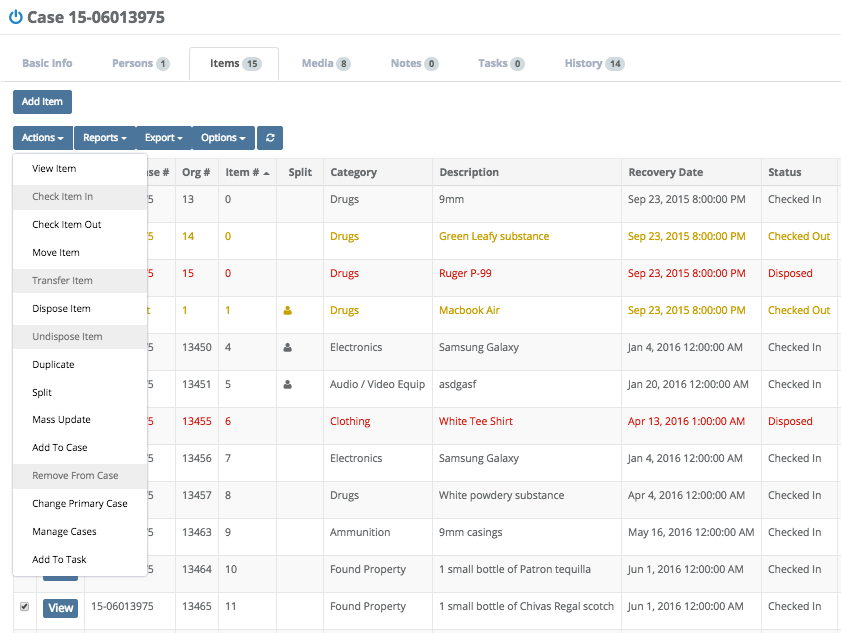 Case 15-06013975
Basic Info Persons 1 Items 15 Media 8 Notes 0 Tasks 0 History 14
Add Item
Actions Reports Export Options
View Item
Check Item In
Check Item Out
Move Item
Transfer Item
Dispose Item
Undispose Item
Duplicate
Split
Mass Update
Add To Case
Remove From Case
Change Primary Case
Manage Cases
Add To Task
se # Org # Item # Split Category Description Recovery Date Status
5 13 0 Drugs 9mm Sep 23, 2015 8:00:00 PM Checked In
5 14 0 Drugs Green Leafy substance Sep 23, 2015 8:00:00 PM Checked Out
5 15 0 Drugs Ruger P-99 Sep 23, 2015 8:00:00 PM Disposed
t 1 1 Drugs Macbook Air Sep 23, 2015 8:00:00 PM Checked Out
5 13450 4 Electronics Samsung Galaxy Jan 4, 2016 12:00:00 AM Checked In
5 13451 5 Audio / Video Equip asdgasf Jan 20, 2016 12:00:00 AM Checked In
5 13455 6 Clothing White Tee Shirt Apr 13, 2016 1:00:00 AM Disposed
5 13456 7 Electronics Samsung Galaxy Jan 4, 2016 12:00:00 AM Checked In
5 13457 8 Drugs White powdery substance Apr 4, 2016 12:00:00 AM Checked In
5 13463 9 Ammunition 9mm casings May 16, 2016 12:00:00 AM Checked In
5 13464 10 Found Property 1 small bottle of Patron tequilla Jun 1, 2016 12:00:00 AM Checked In
View 15-06013975 13465 11 Found Property 1 small bottle of Chivas Regal scotch Jun 1, 2016 12:00:00 AM Checked In